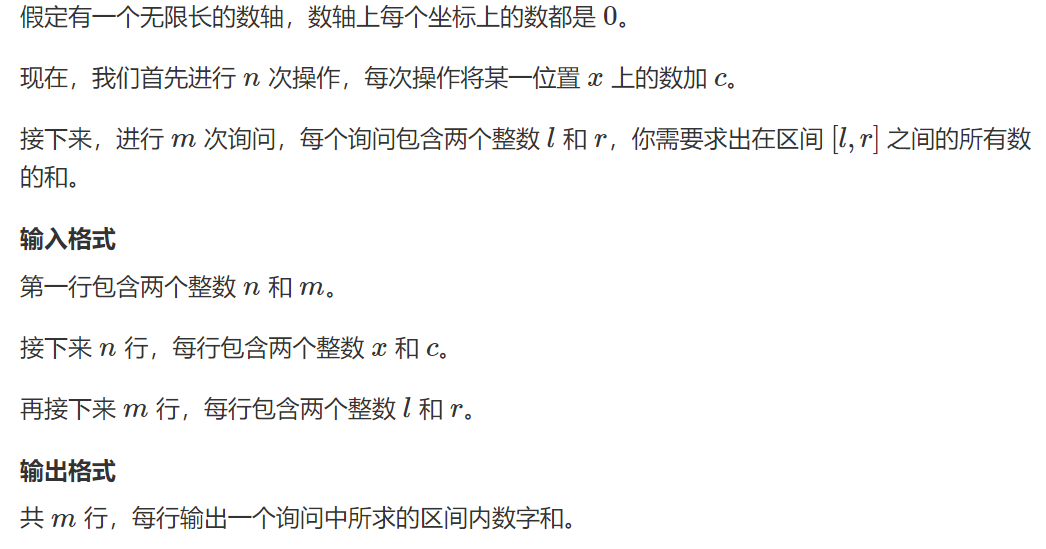 假定有一个无限长的数轴，数轴上每个坐标上的数都是 0。
现在，我们首先进行 n 次操作，每次操作将某一位置 x 上的数加 c。
接下来，进行 m 次询问，每个询问包含两个整数 l 和 r，你需要求出在区间 [l, r] 之间的所有数
的和。
输入格式
第一行包含两个整数 n 和 m。
接下来 n 行，每行包含两个整数 x 和 c。
再接下来 m 行，每行包含两个整数 l 和 r。
输出格式
共 m 行，每行输出一个询问中所求的区间内数字和。